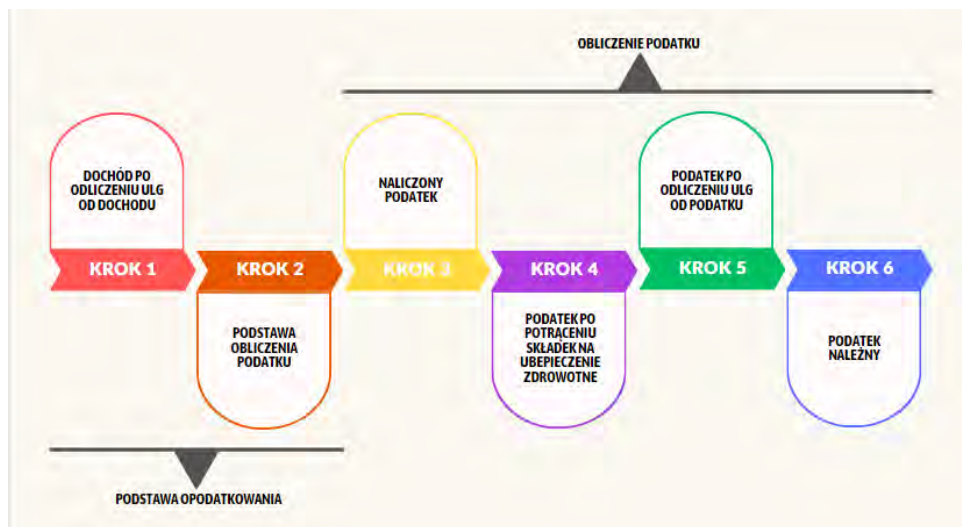 OBLICZENIE PODATKU
DOCHÓD PO
ODLICZENIU ULG
OD DOCHODU
KROK 1
KROK 2
PODSTAWA
OBLICZENIA
PODATKU
NALICZONY
PODATEK
KROK 3
KROK 4
PODATEK PO
POTRĄCENIU
SKŁADEK NA
UBEPIECZENIE
ZDROWOTNE
PODATEK PO
ODLICZENIU ULG
OD PODATKU
KROK 5
KROK 6
PODATEK
NALEŻNY
PODSTAWA OPODATKOWANIA